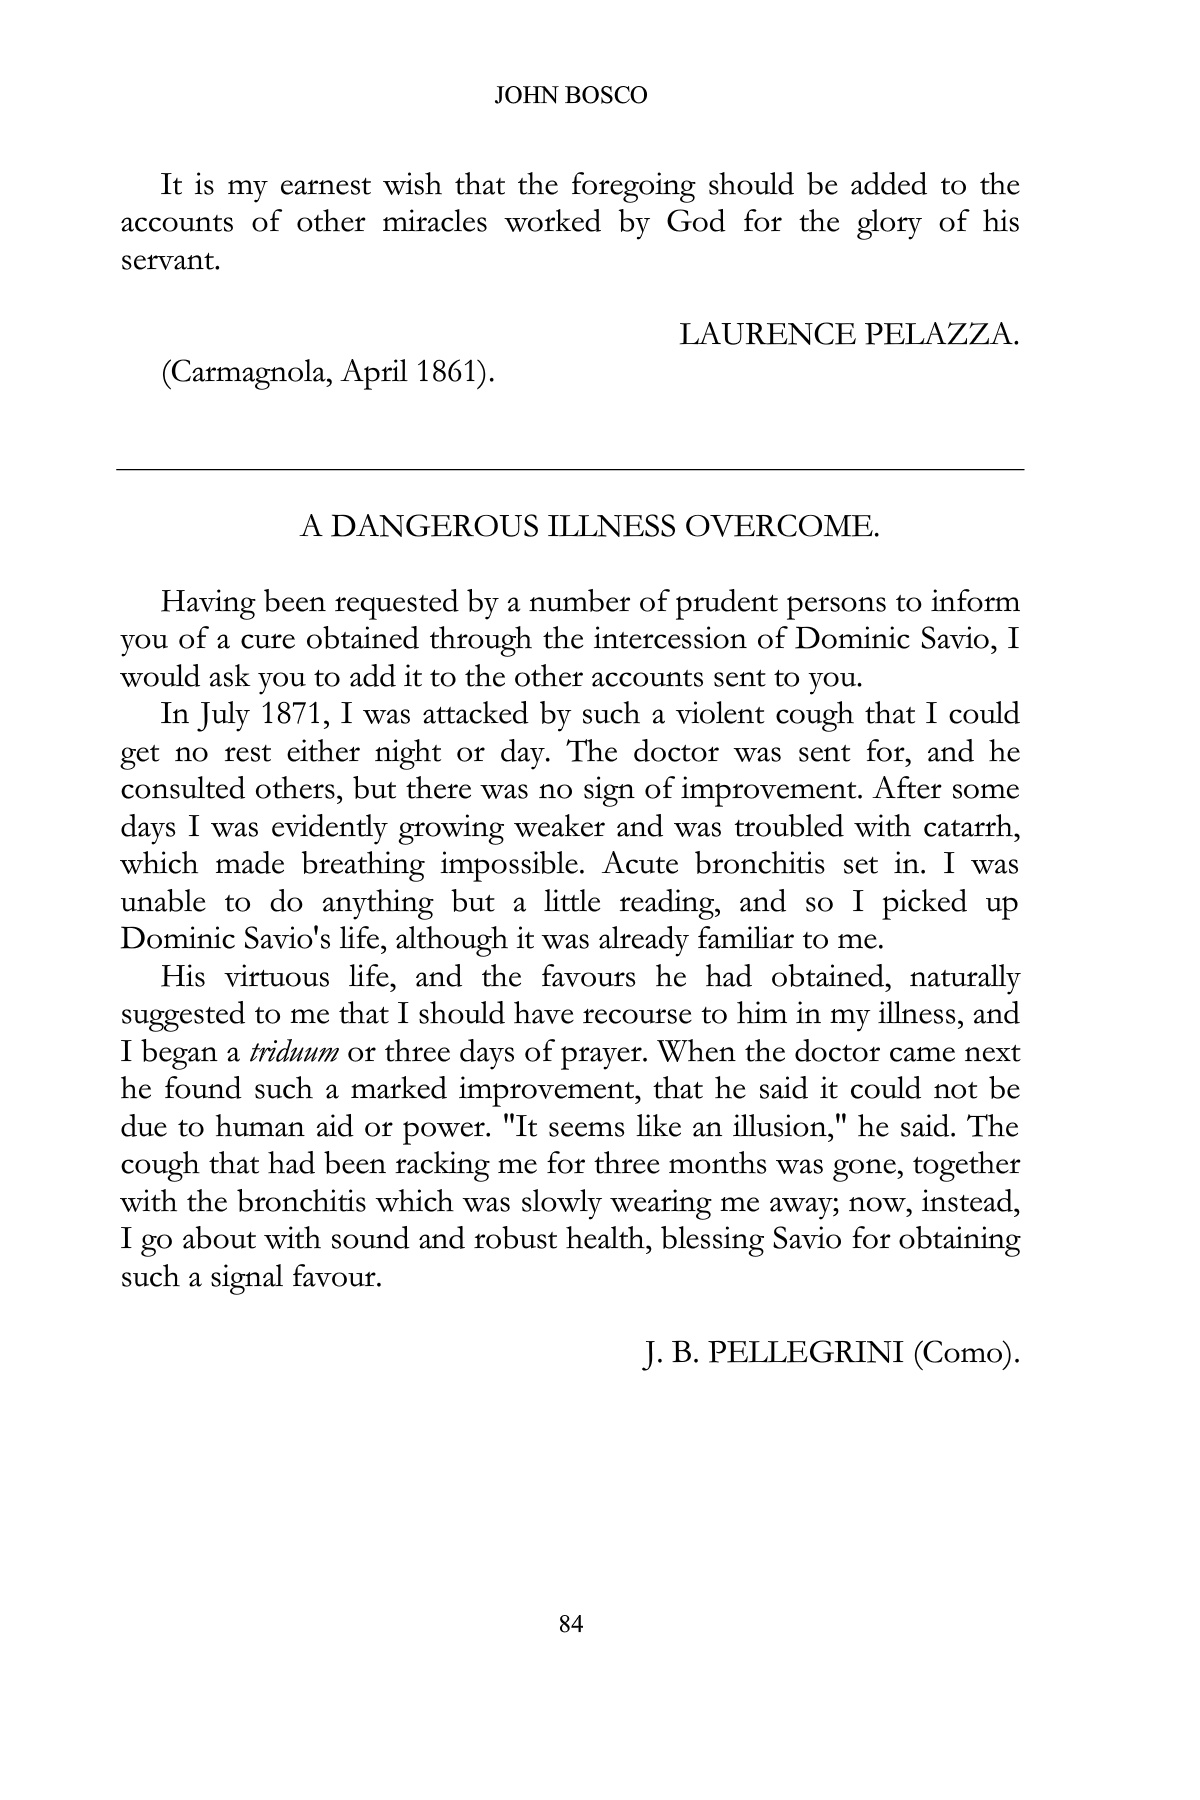 JOHN BOSCO
It is my earnest wish that the foregoing should be added to the
accounts of other miracles worked by God for the glory of his
servant.
LAURENCE PELAZZA.
(Carmagnola, April 1861).
A DANGEROUS ILLNESS OVERCOME.
Having been requested by a number of prudent persons to inform
you of a cure obtained through the intercession of Dominic Savio, I
would ask you to add it to the other accounts sent to you.
In July 1871, I was attacked by such a violent cough that I could
get no rest either night or day. The doctor was sent for, and he
consulted others, but there was no sign of improvement. After some
days I was evidently growing weaker and was troubled with catarrh,
which made breathing impossible. Acute bronchitis set in. I was
unable to do anything but a little reading, and so I picked up
Dominic Savio's life, although it was already familiar to me.
His virtuous life, and the favours he had obtained, naturally
suggested to me that I should have recourse to him in my illness, and
I began a triduum or three days of prayer. When the doctor came next
he found such a marked improvement, that he said it could not be
due to human aid or power. "It seems like an illusion," he said. The
cough that had been racking me for three months was gone, together
with the bronchitis which was slowly wearing me away; now, instead,
I go about with sound and robust health, blessing Savio for obtaining
such a signal favour.
J. B. PELLEGRINI (Como).
84